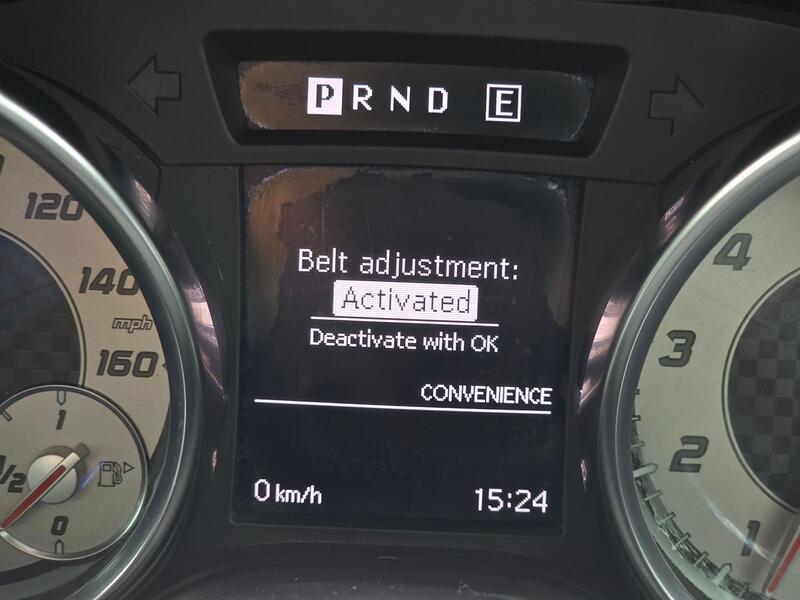 P R N D E
Belt adjustment:
Activated
Deactivate with OK
CONVENIENCE
0 km/h
15:24
120
140
mph
160
1
1/2
0
4
3
2
1